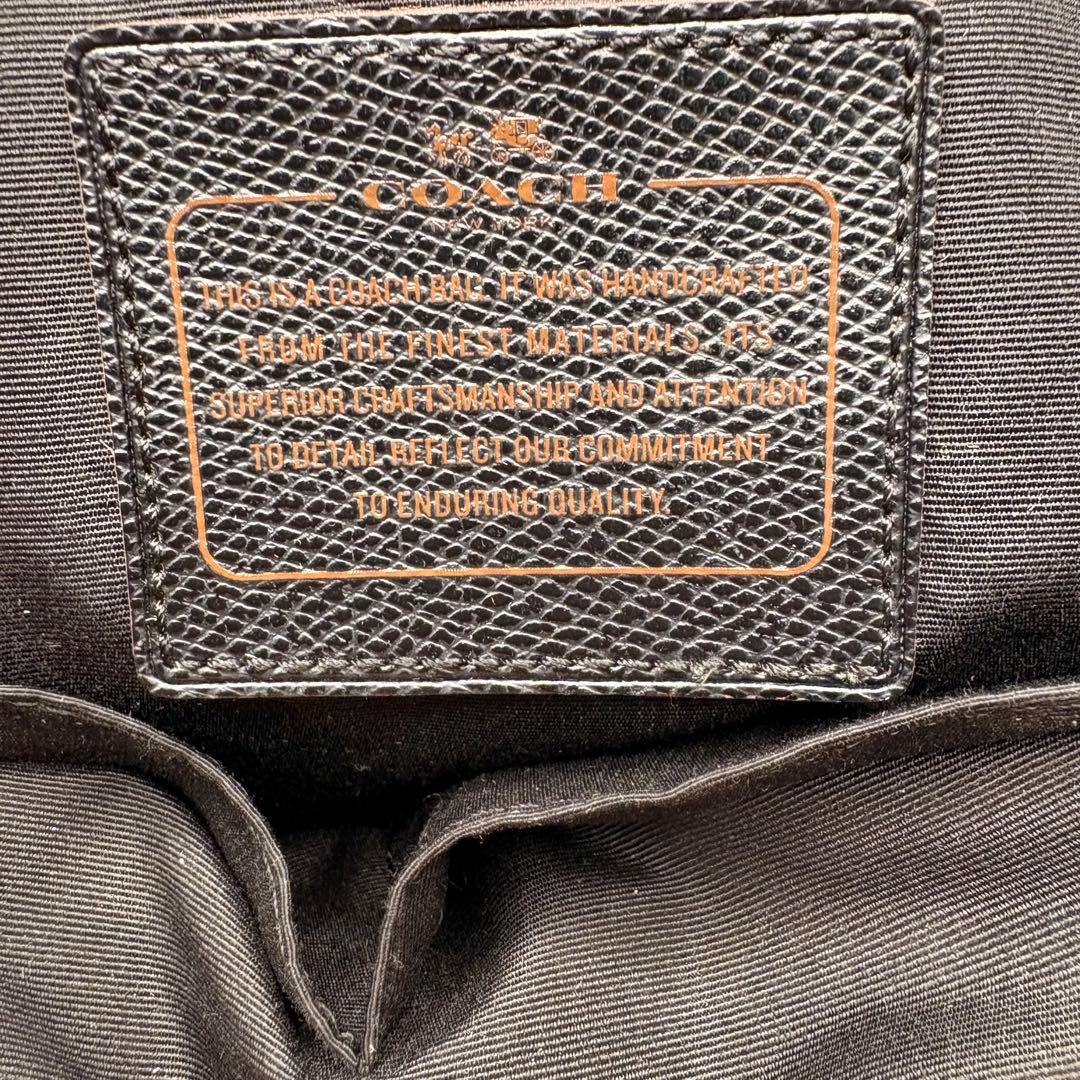 COACH
NEW YORK
THIS IS A COACH BAG. IT WAS HANDCRAFTED
FROM THE FINEST MATERIALS. ITS
SUPERIOR CRAFTSMANSHIP AND ATTENTION
TO DETAIL REFLECT OUR COMMITMENT
TO ENDURING QUALITY.